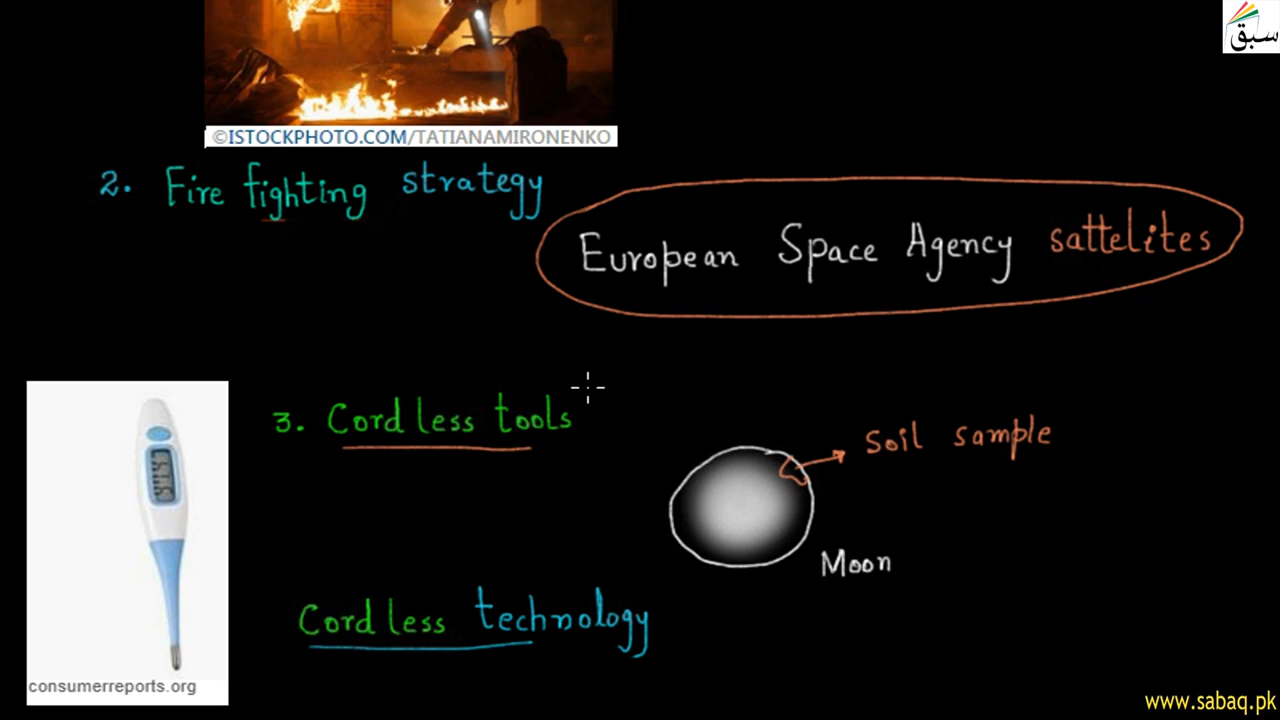 سبق
©ISTOCKPHOTO.COM/TATIANAMIRONENKO
2. Fire fighting strategy
European Space Agency sattelites
3. Cordless tools
Soil sample
Moon
Cordless technology
consumerreports.org
www.sabaq.pk